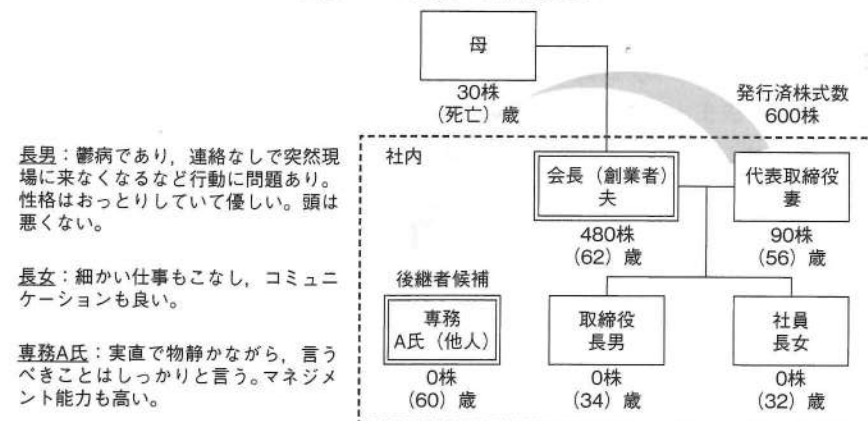 母
30株
(死亡)歳
発行済株式数
600株
長男：鬱病であり，連絡なしで突然現
場に来なくなるなど行動に問題あり。
性格はおっとりしていて優しい。頭は
悪くない。
長女：細かい仕事もこなし，コミュニ
ケーションも良い。
専務A氏：実直で物静かながら，言う
べきことはしっかりと言う。マネジメ
ント能力も高い。
社内
会長（創業者）
夫
480株
(62)歳
代表取締役
妻
90株
(56)歳
後継者候補
専務
A氏（他人）
0株
(60)歳
取締役
長男
0株
(34)歳
社員
長女
0株
(32)歳